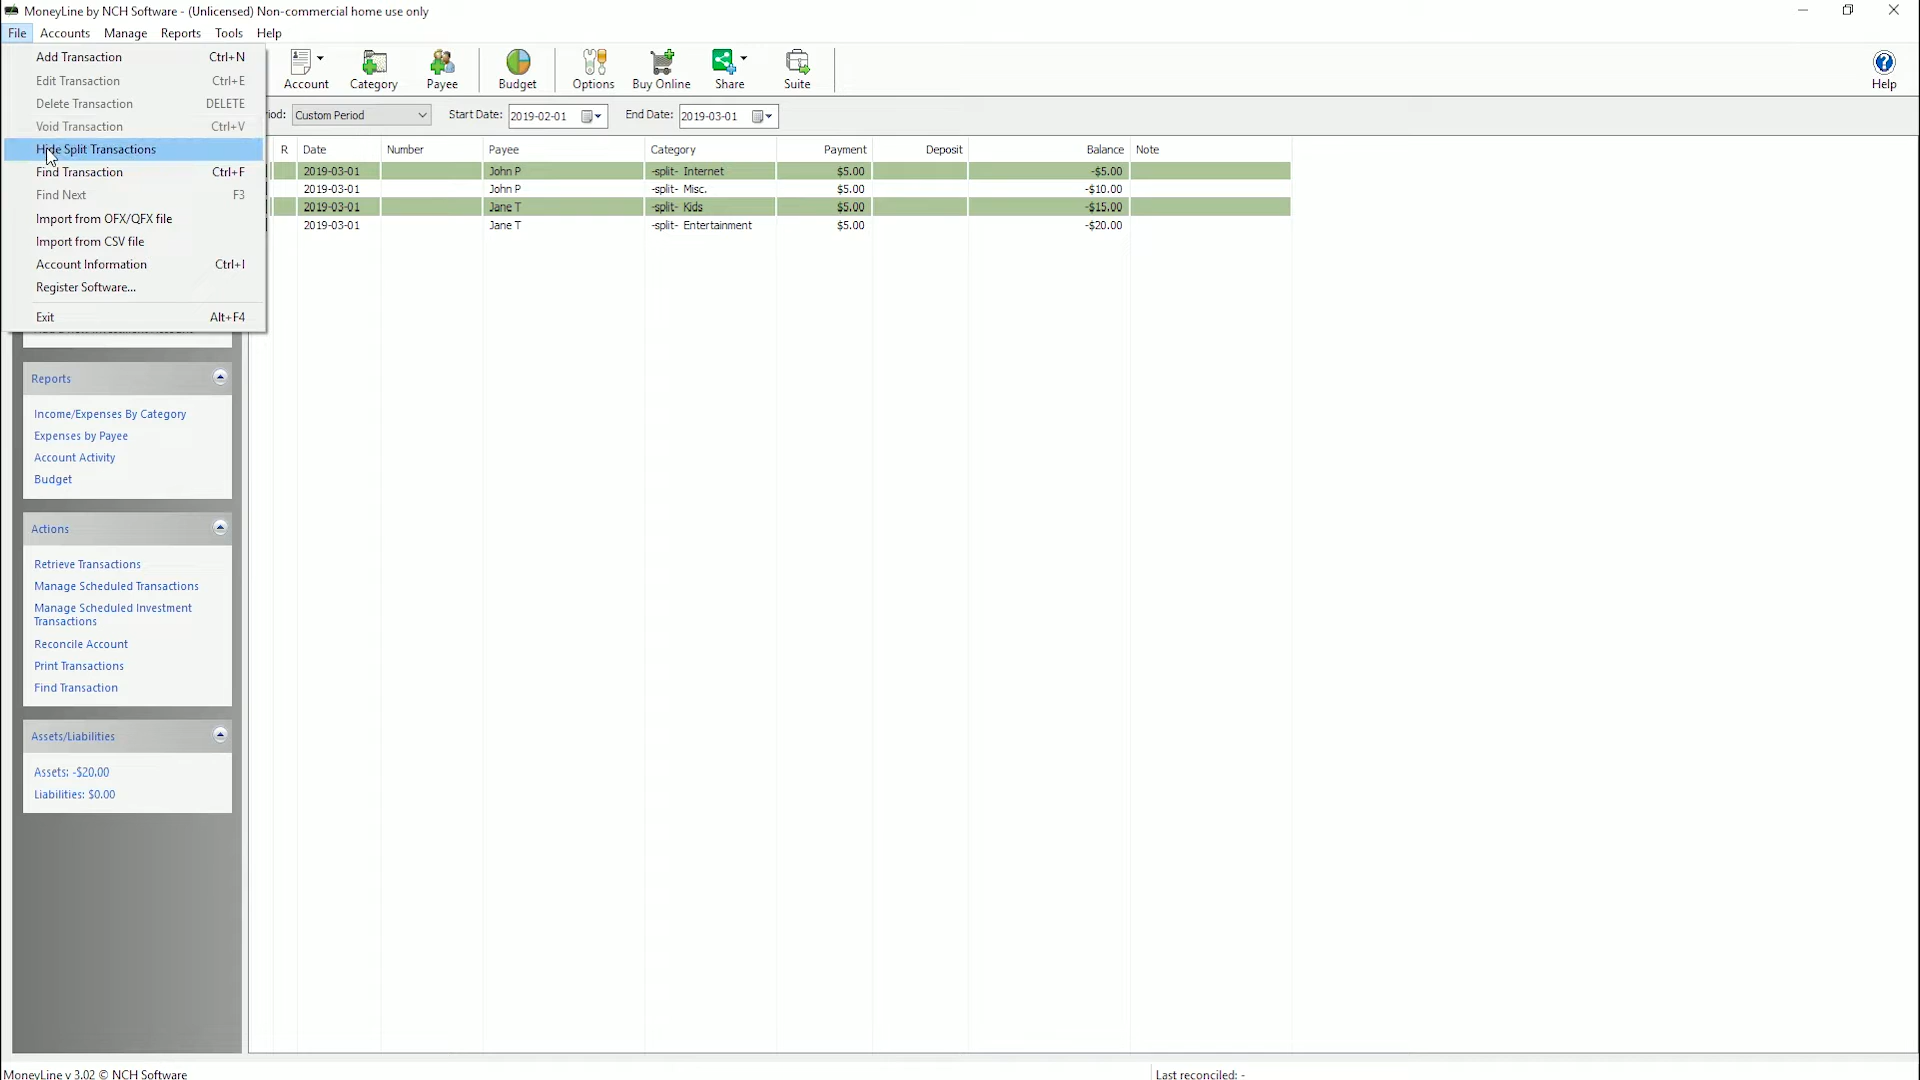 MoneyLine by NCH Software - (Unlicensed) Non-commercial home use only
File Accounts Manage Reports Tools Help
Add Transaction Ctrl+N
Edit Transaction Ctrl+E
Delete Transaction DELETE
Void Transaction Ctrl+V
Hide Split Transactions
Find Transaction Ctrl+F
Find Next F3
Import from OFX/QFX file
Import from CSV file
Account Information Ctrl+I
Register Software...
Exit Alt+F4
Account Category Payee Budget Options Buy Online Share Suite Help
Custom Period Start Date: 2019-02-01 End Date: 2019-03-01
R Date Number Payee Category Payment Deposit Balance Note
2019-03-01 John P -split- Internet $5.00 -$5.00
2019-03-01 John P -split- Misc. $5.00 -$10.00
2019-03-01 Jane T -split- Kids $5.00 -$15.00
2019-03-01 Jane T -split- Entertainment $5.00 -$20.00
Reports
Income/Expenses By Category
Expenses by Payee
Account Activity
Budget
Actions
Retrieve Transactions
Manage Scheduled Transactions
Manage Scheduled Investment
Transactions
Reconcile Account
Print Transactions
Find Transaction
Assets/Liabilities
Assets: -$20.00
Liabilities: $0.00
MoneyLine v 3.02 © NCH Software
Last reconciled: -